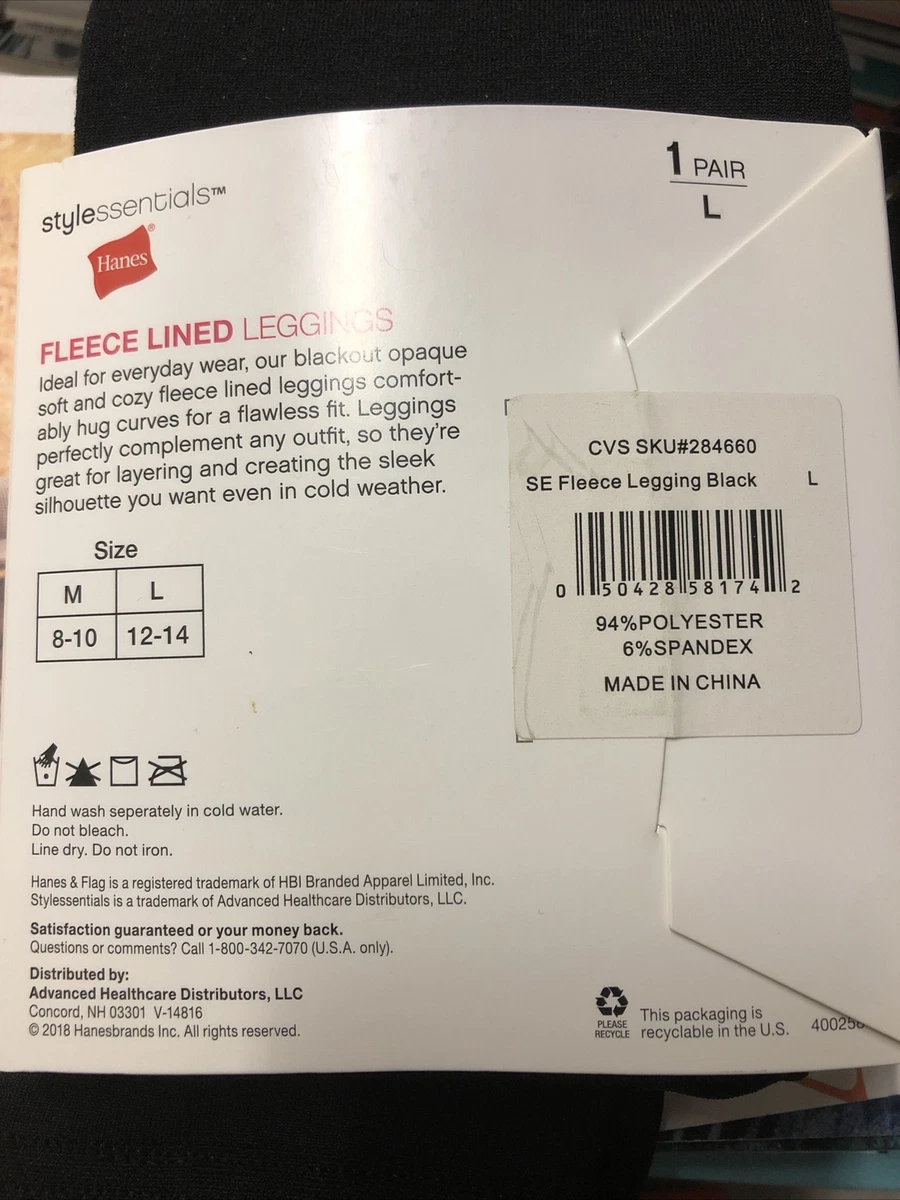 stylessentials™
Hanes®
1 PAIR
L
FLEECE LINED LEGGINGS
Ideal for everyday wear, our blackout opaque
soft and cozy fleece lined leggings comfort-
ably hug curves for a flawless fit. Leggings
perfectly complement any outfit, so they're
great for layering and creating the sleek
silhouette you want even in cold weather.
Size
M L
8-10 12-14
CVS SKU#284660
SE Fleece Legging Black L
0 50428 58174 2
94%POLYESTER
6%SPANDEX
MADE IN CHINA
Hand wash seperately in cold water.
Do not bleach.
Line dry. Do not iron.
Hanes & Flag is a registered trademark of HBI Branded Apparel Limited, Inc.
Stylessentials is a trademark of Advanced Healthcare Distributors, LLC.
Satisfaction guaranteed or your money back.
Questions or comments? Call 1-800-342-7070 (U.S.A. only).
Distributed by:
Advanced Healthcare Distributors, LLC
Concord, NH 03301 V-14816
© 2018 Hanesbrands Inc. All rights reserved.
PLEASE
RECYCLE
This packaging is
recyclable in the U.S.